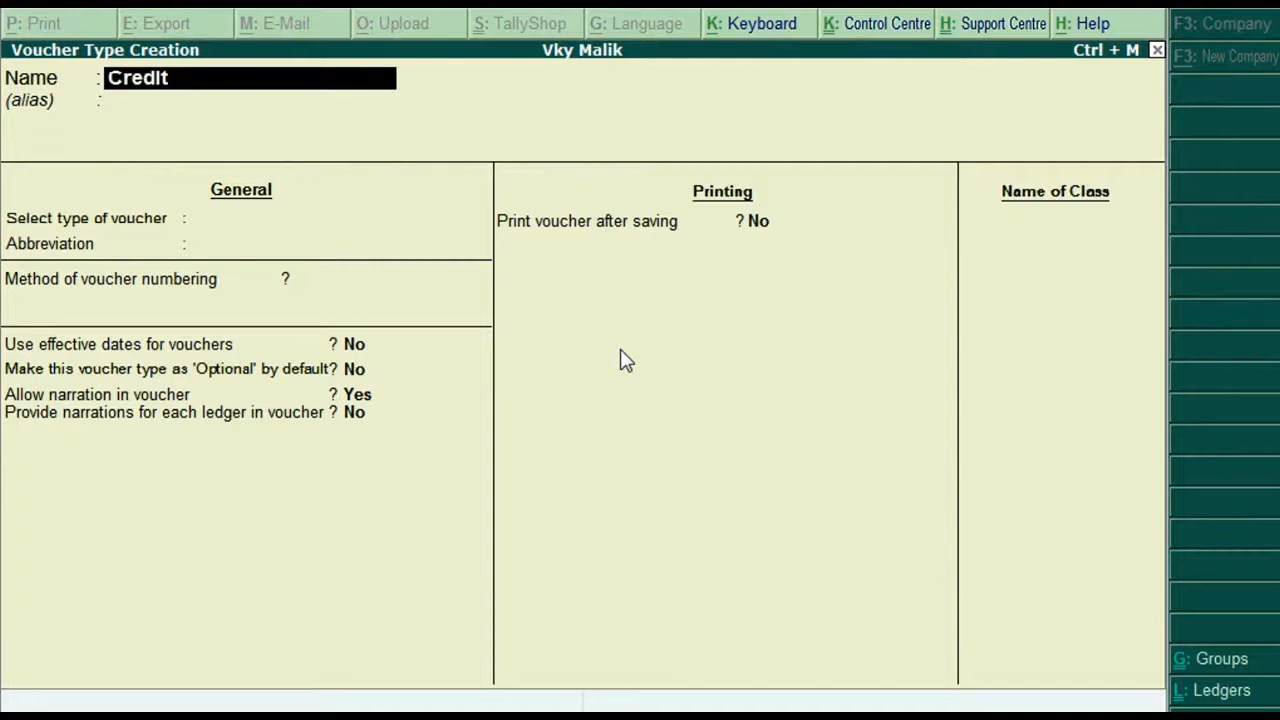 P: Print E: Export M: E-Mail O: Upload S: TallyShop G: Language K: Keyboard K: Control Centre H: Support Centre H: Help F3: Company
Voucher Type Creation Vky Malik Ctrl + M F3: New Company
Name : CredIt
(alias) :
General Printing Name of Class
Select type of voucher : Print voucher after saving ? No
Abbreviation :
Method of voucher numbering ?
Use effective dates for vouchers ? No
Make this voucher type as 'Optional' by default? No
Allow narration in voucher ? Yes
Provide narrations for each ledger in voucher ? No
G: Groups
L: Ledgers